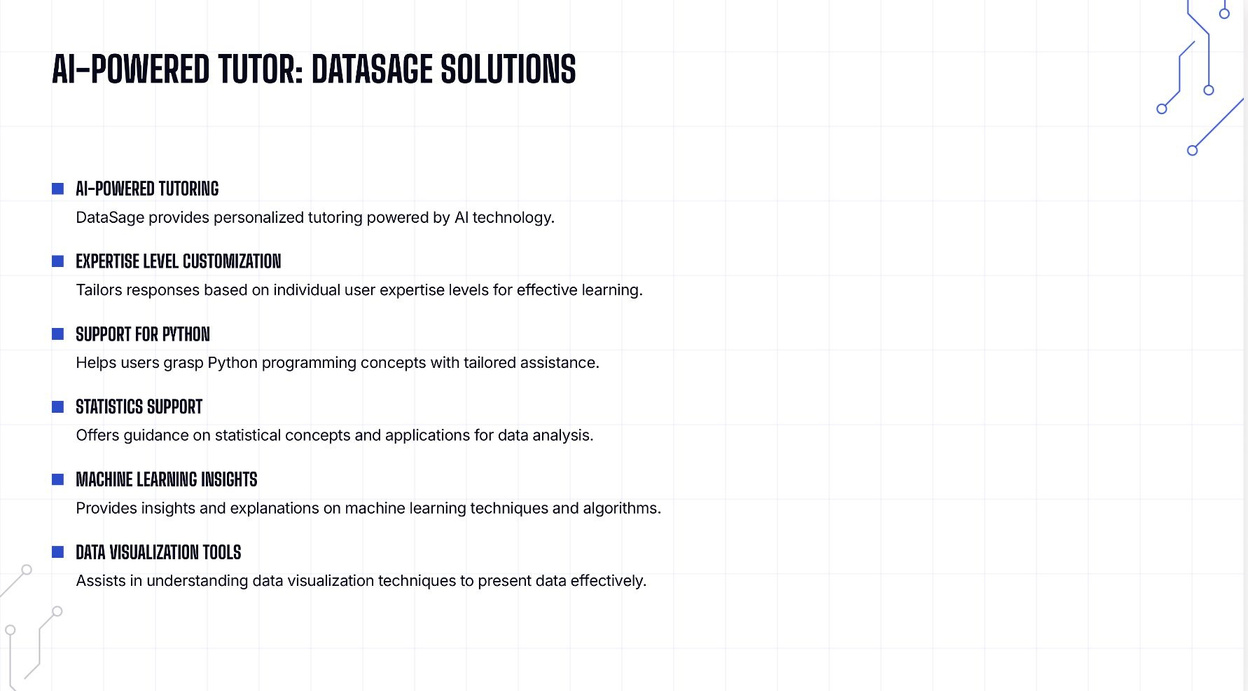 AI-POWERED TUTOR: DATASAGE SOLUTIONS
AI-POWERED TUTORING
DataSage provides personalized tutoring powered by AI technology.
EXPERTISE LEVEL CUSTOMIZATION
Tailors responses based on individual user expertise levels for effective learning.
SUPPORT FOR PYTHON
Helps users grasp Python programming concepts with tailored assistance.
STATISTICS SUPPORT
Offers guidance on statistical concepts and applications for data analysis.
MACHINE LEARNING INSIGHTS
Provides insights and explanations on machine learning techniques and algorithms.
DATA VISUALIZATION TOOLS
Assists in understanding data visualization techniques to present data effectively.